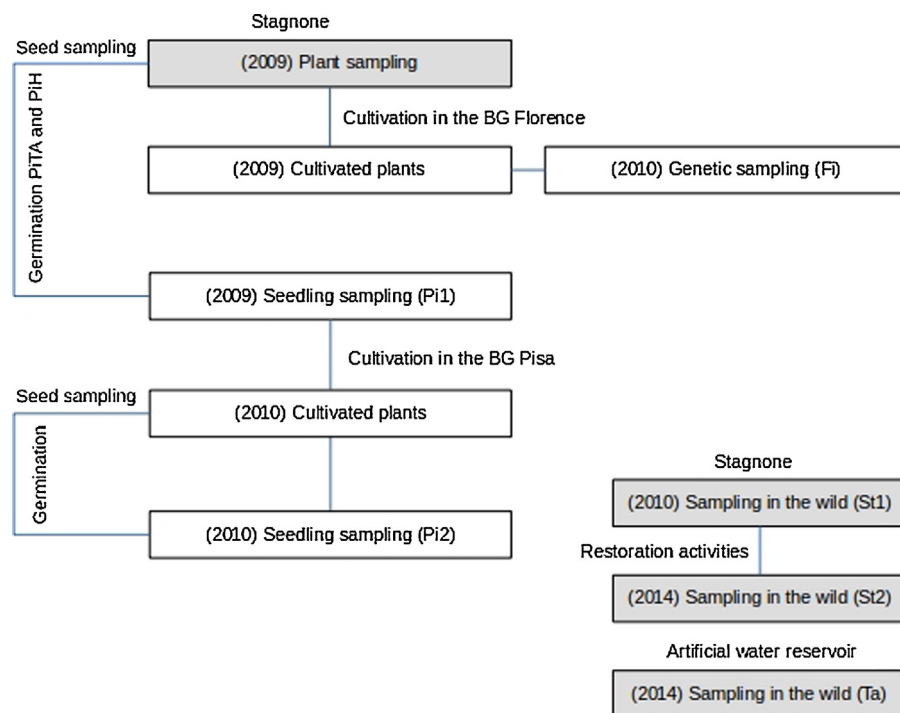 Stagnone
Seed sampling
(2009) Plant sampling
Germination PiTA and PiH
Cultivation in the BG Florence
(2009) Cultivated plants
(2010) Genetic sampling (Fi)
(2009) Seedling sampling (Pi1)
Cultivation in the BG Pisa
Seed sampling
(2010) Cultivated plants
Germination
(2010) Seedling sampling (Pi2)
Stagnone
(2010) Sampling in the wild (St1)
Restoration activities
(2014) Sampling in the wild (St2)
Artificial water reservoir
(2014) Sampling in the wild (Ta)